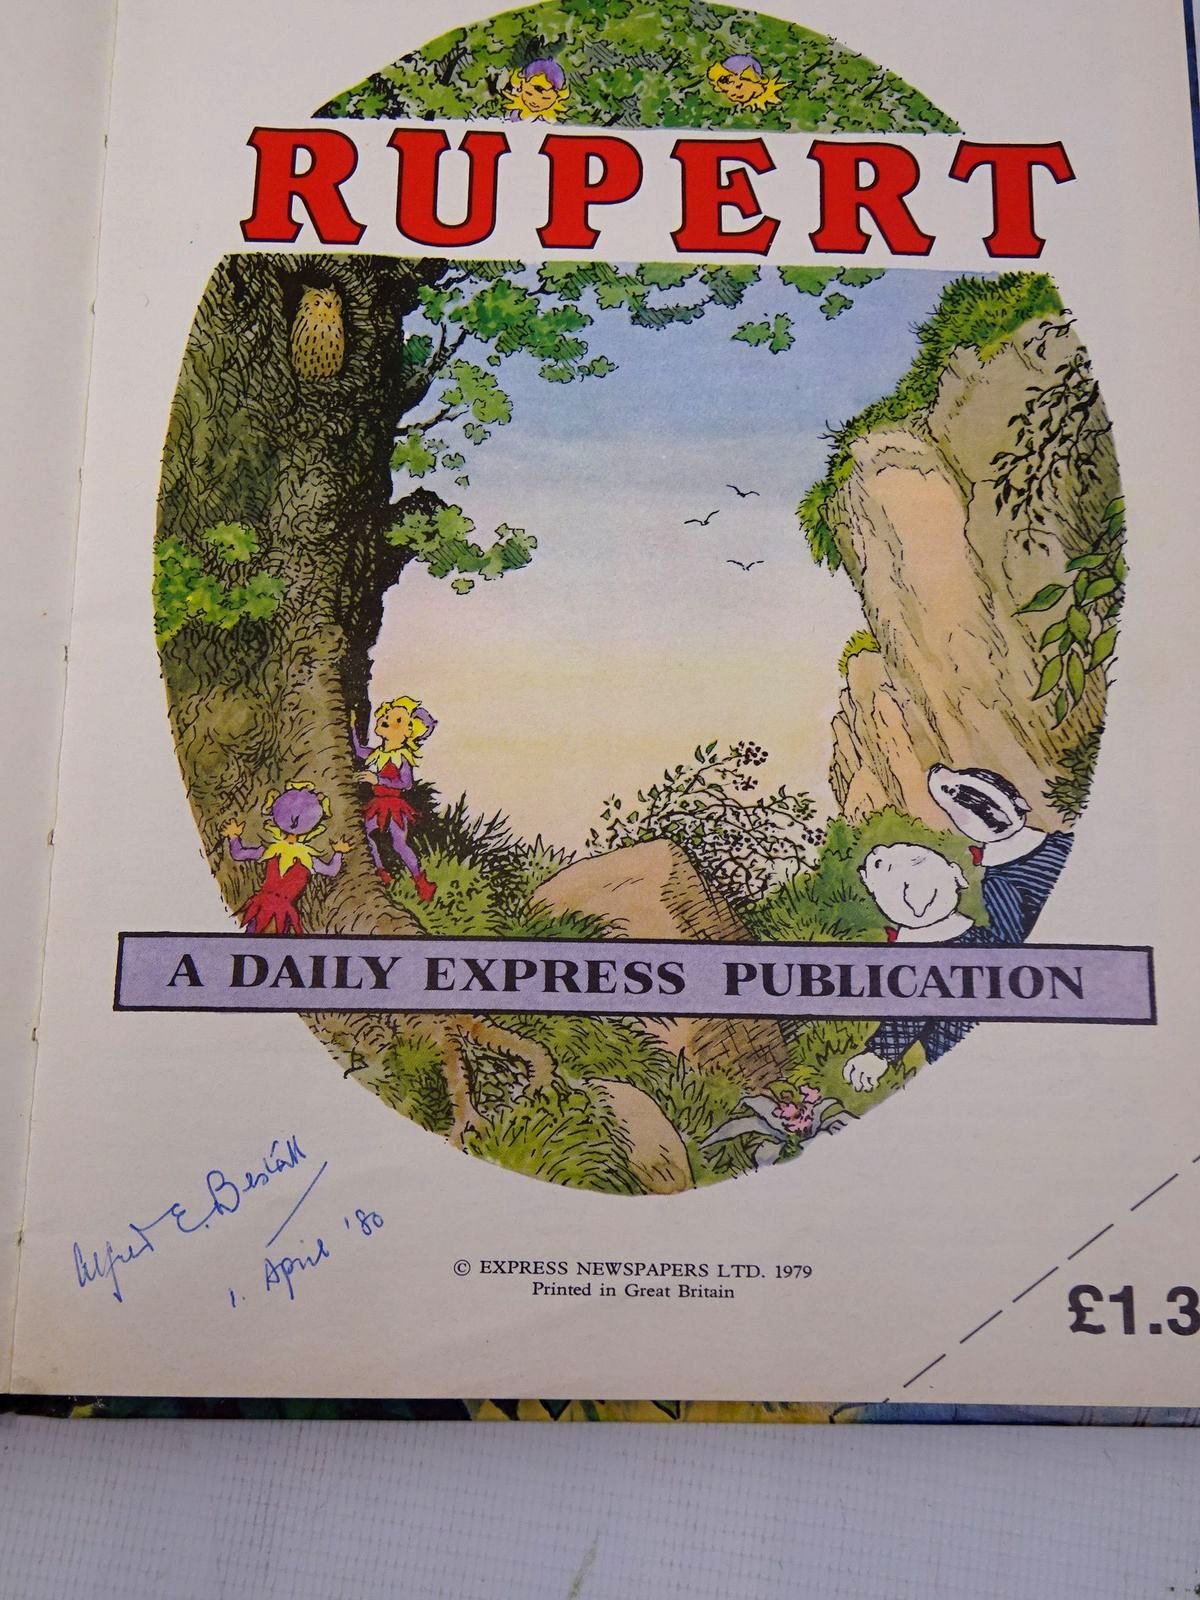 RUPERT
A DAILY EXPRESS PUBLICATION
Alfred E. Bestall
1. April '80
© EXPRESS NEWSPAPERS LTD. 1979
Printed in Great Britain
£1.3